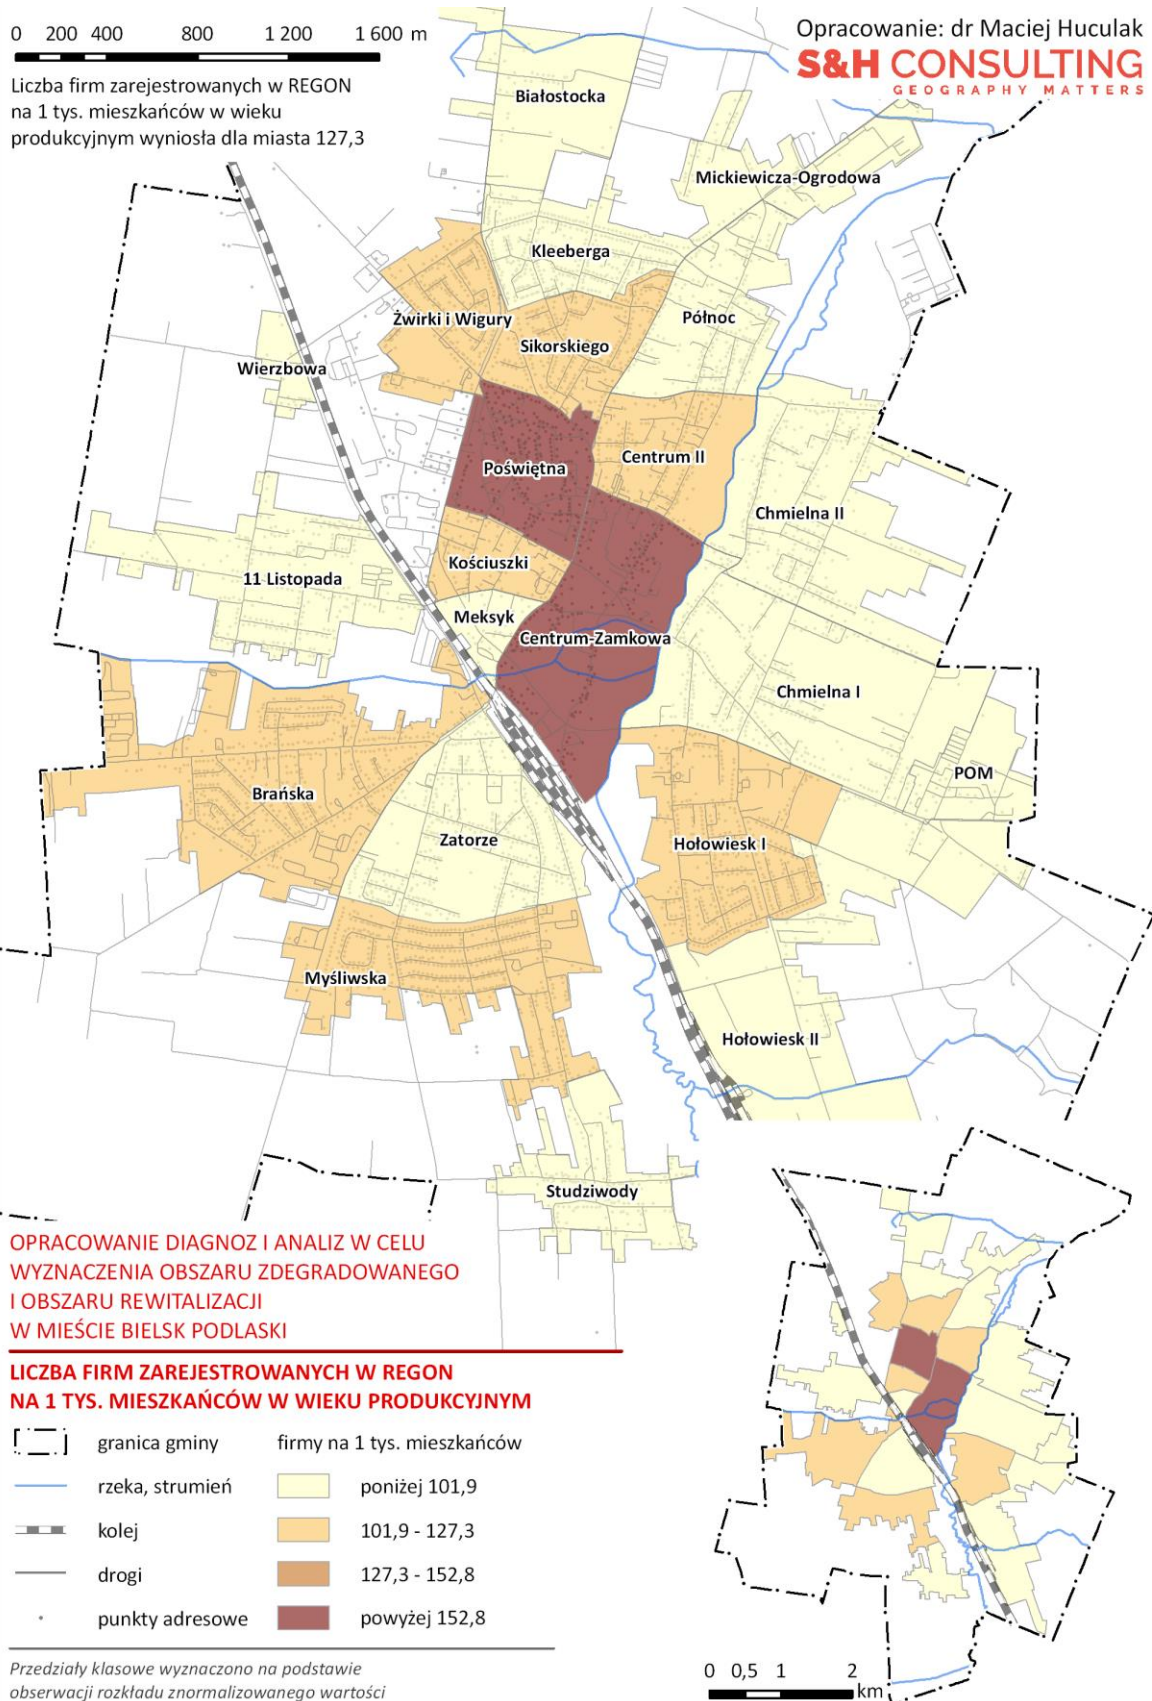 0 200 400 800 1 200 1 600 m
Liczba firm zarejestrowanych w REGON
na 1 tys. mieszkańców w wieku
produkcyjnym wyniosła dla miasta 127,3
Opracowanie: dr Maciej Huculak
S&H CONSULTING
GEOGRAPHY MATTERS
Białostocka
Mickiewicza-Ogrodowa
Kleeberga
Żwirki i Wigury
Północ
Sikorskiego
Wierzbowa
Centrum II
Poświętna
Chmielna II
Kościuszki
11 Listopada
Meksyk
Centrum-Zamkowa
Chmielna I
POM
Brańska
Zatorze
Hołowiesk I
Myśliwska
Hołowiesk II
Studziwody
OPRACOWANIE DIAGNOZ I ANALIZ W CELU
WYZNACZENIA OBSZARU ZDEGRADOWANEGO
I OBSZARU REWITALIZACJI
W MIEŚCIE BIELSK PODLASKI
LICZBA FIRM ZAREJESTROWANYCH W REGON
NA 1 TYS. MIESZKAŃCÓW W WIEKU PRODUKCYJNYM
granica gminy firmy na 1 tys. mieszkańców
rzeka, strumień poniżej 101,9
kolej 101,9 - 127,3
drogi 127,3 - 152,8
punkty adresowe powyżej 152,8
Przedziały klasowe wyznaczono na podstawie
obserwacji rozkładu znormalizowanego wartości
0 0,5 1 2
km